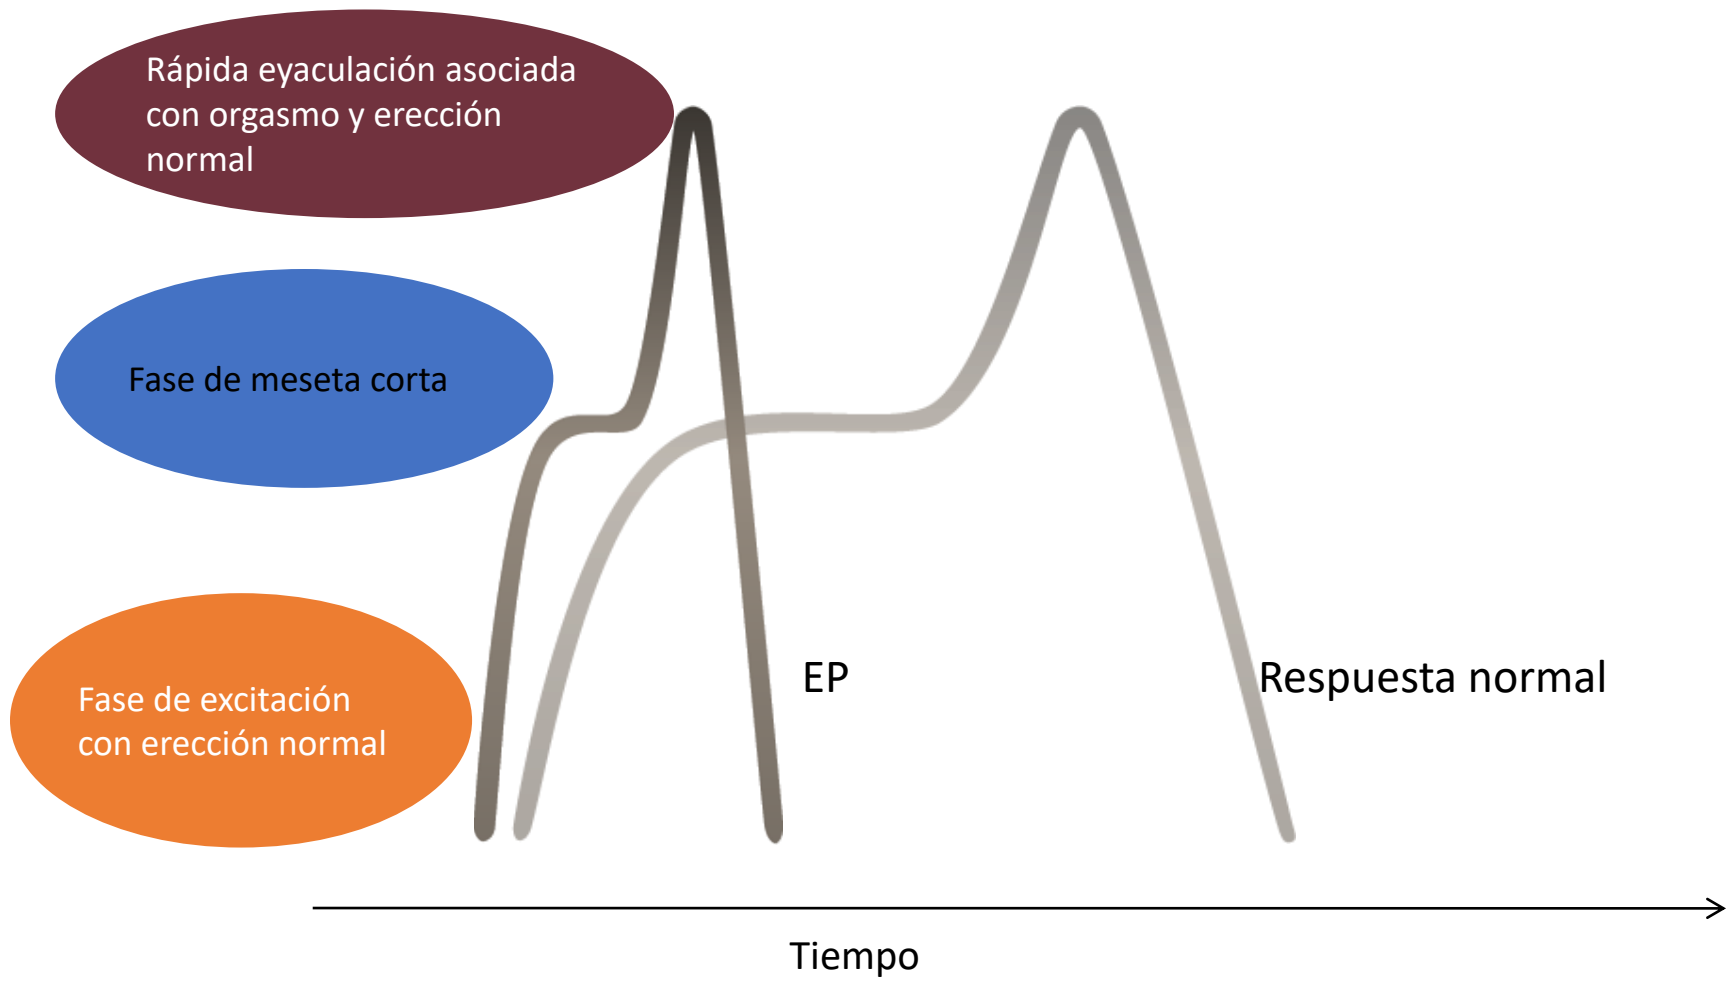 Rápida eyaculación asociada
con orgasmo y erección
normal
Fase de meseta corta
Fase de excitación
con erección normal
EP
Respuesta normal
Tiempo